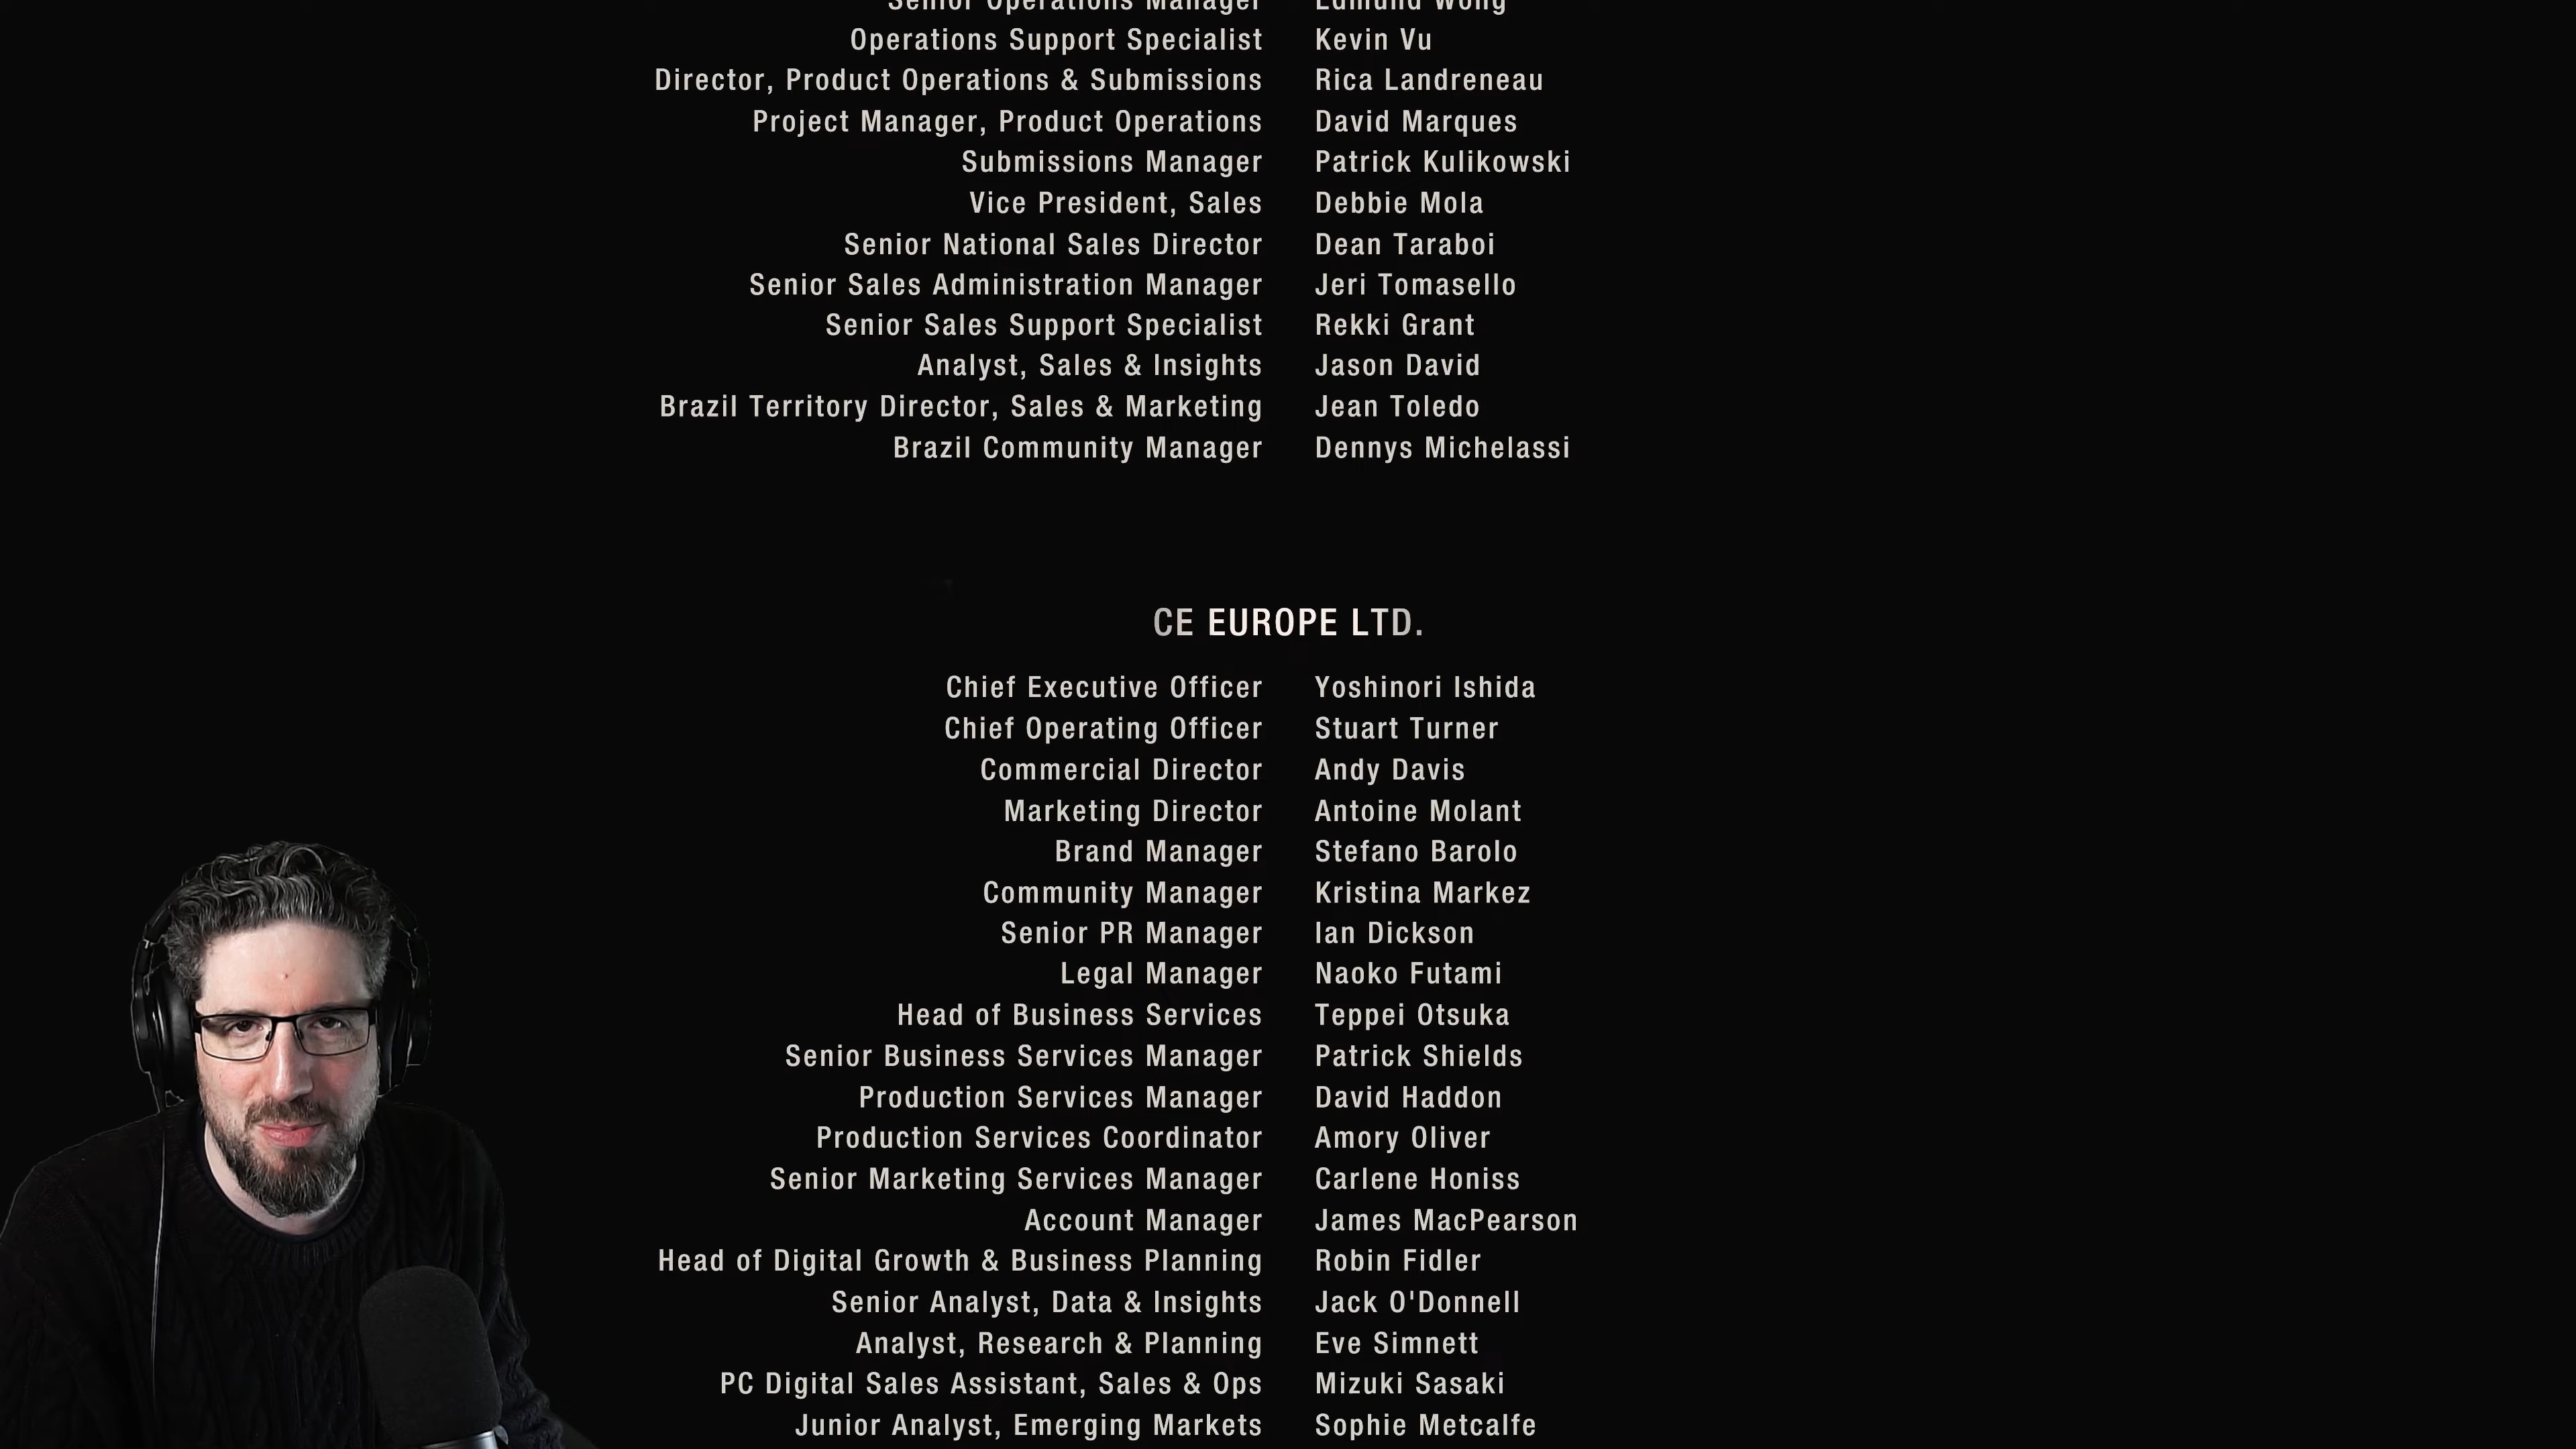 Senior Operations Manager Edmund Wong
Operations Support Specialist Kevin Vu
Director, Product Operations & Submissions Rica Landreneau
Project Manager, Product Operations David Marques
Submissions Manager Patrick Kulikowski
Vice President, Sales Debbie Mola
Senior National Sales Director Dean Taraboi
Senior Sales Administration Manager Jeri Tomasello
Senior Sales Support Specialist Rekki Grant
Analyst, Sales & Insights Jason David
Brazil Territory Director, Sales & Marketing Jean Toledo
Brazil Community Manager Dennys Michelassi
CE EUROPE LTD.
Chief Executive Officer Yoshinori Ishida
Chief Operating Officer Stuart Turner
Commercial Director Andy Davis
Marketing Director Antoine Molant
Brand Manager Stefano Barolo
Community Manager Kristina Markez
Senior PR Manager Ian Dickson
Legal Manager Naoko Futami
Head of Business Services Teppei Otsuka
Senior Business Services Manager Patrick Shields
Production Services Manager David Haddon
Production Services Coordinator Amory Oliver
Senior Marketing Services Manager Carlene Honiss
Account Manager James MacPearson
Head of Digital Growth & Business Planning Robin Fidler
Senior Analyst, Data & Insights Jack O'Donnell
Analyst, Research & Planning Eve Simnett
PC Digital Sales Assistant, Sales & Ops Mizuki Sasaki
Junior Analyst, Emerging Markets Sophie Metcalfe